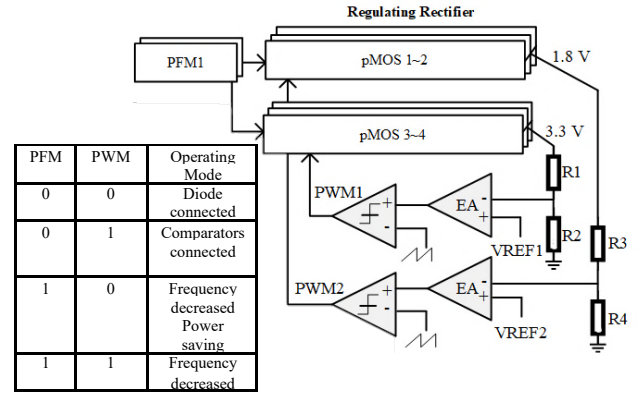 Regulating Rectifier
PFM1
pMOS 1~2
1.8 V
pMOS 3~4
3.3 V
R1
PWM1
+
-
EA
-
+
VREF1
R2
R3
PWM2
+
-
EA
-
+
VREF2
R4
PFM PWM Operating
Mode
0 0 Diode
connected
0 1 Comparators
connected
1 0 Frequency
decreased
Power
saving
1 1 Frequency
decreased